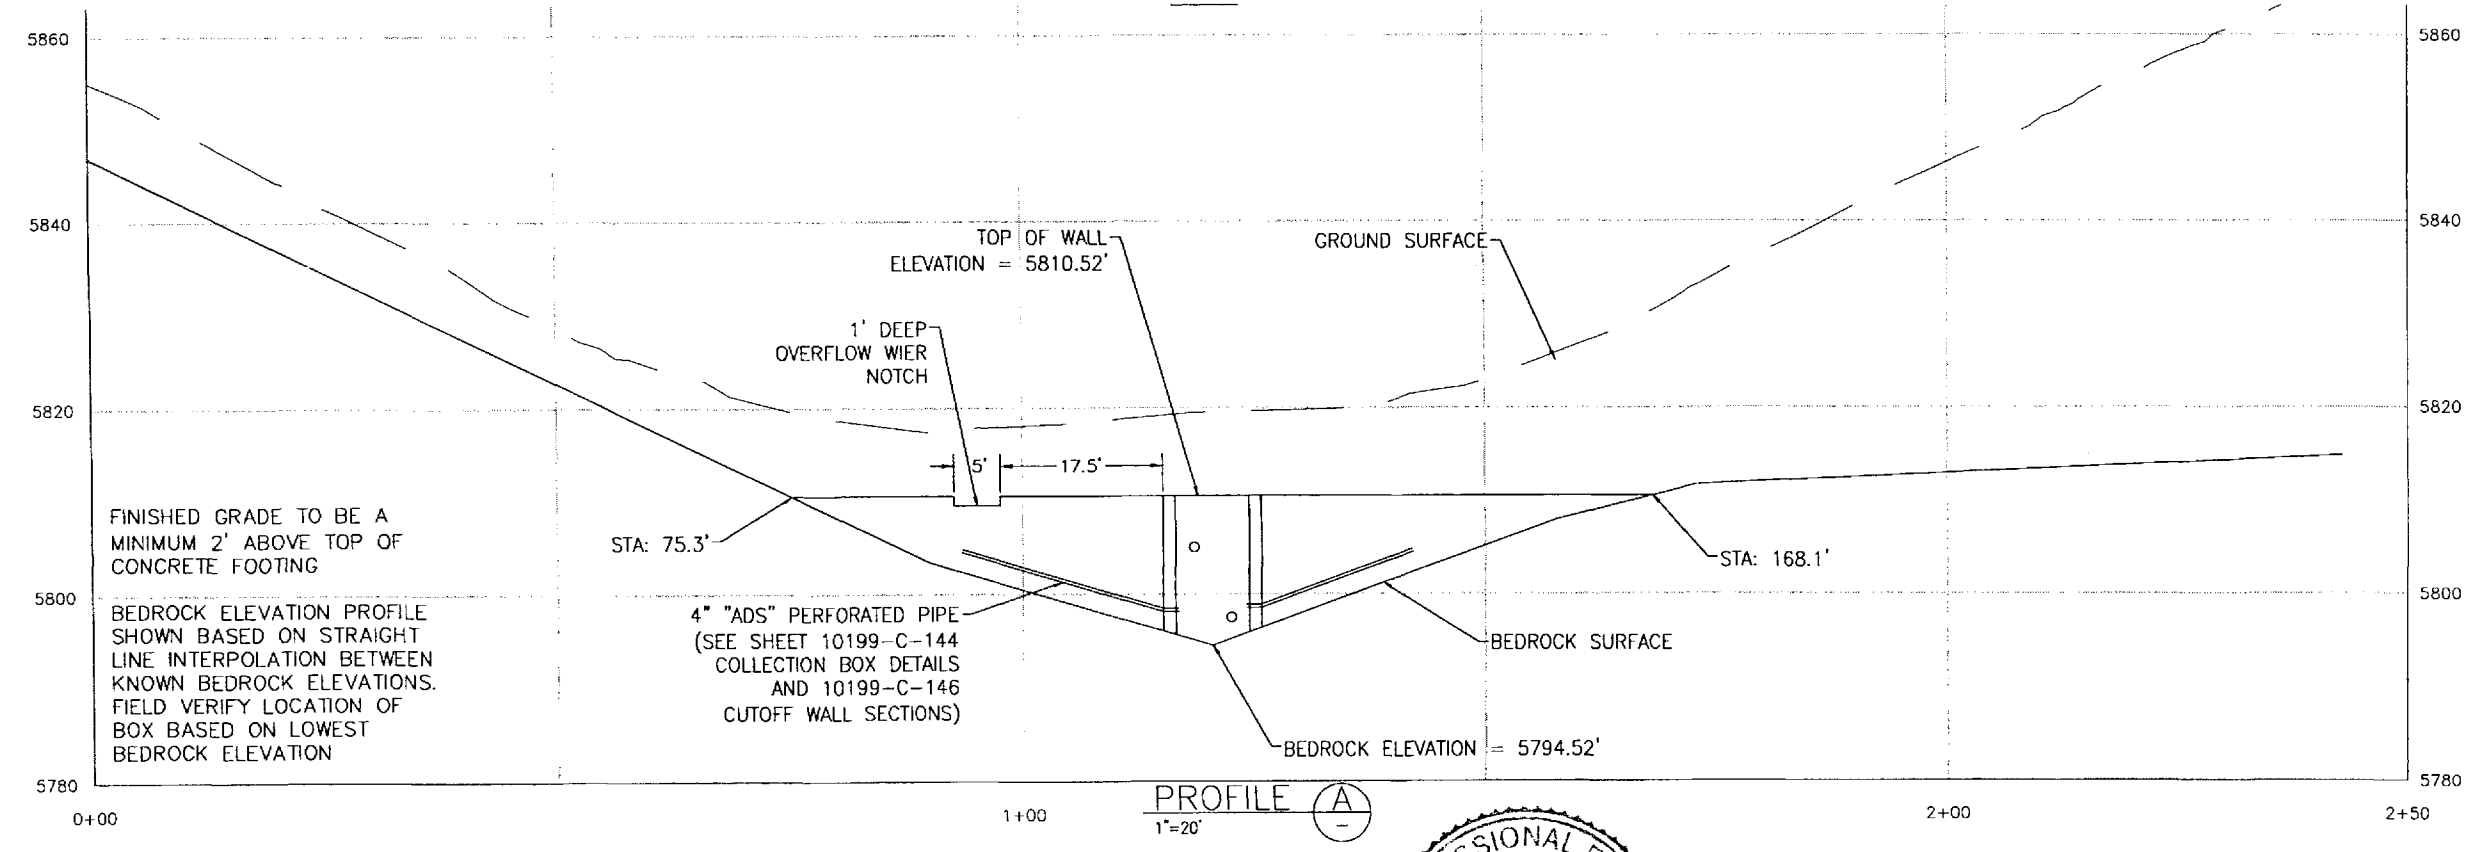 5860
5860
5840
5840
TOP OF WALL
ELEVATION = 5810.52'
GROUND SURFACE
1' DEEP
OVERFLOW WIER
NOTCH
5820
5820
5'
17.5'
FINISHED GRADE TO BE A
MINIMUM 2' ABOVE TOP OF
CONCRETE FOOTING
STA: 75.3'
STA: 168.1'
5800
5800
BEDROCK ELEVATION PROFILE
SHOWN BASED ON STRAIGHT
LINE INTERPOLATION BETWEEN
KNOWN BEDROCK ELEVATIONS.
FIELD VERIFY LOCATION OF
BOX BASED ON LOWEST
BEDROCK ELEVATION
4" "ADS" PERFORATED PIPE
(SEE SHEET 10199-C-144
COLLECTION BOX DETAILS
AND 10199-C-146
CUTOFF WALL SECTIONS)
BEDROCK SURFACE
BEDROCK ELEVATION = 5794.52'
5780
5780
0+00
1+00
2+00
2+50
PROFILE A
1"=20' -